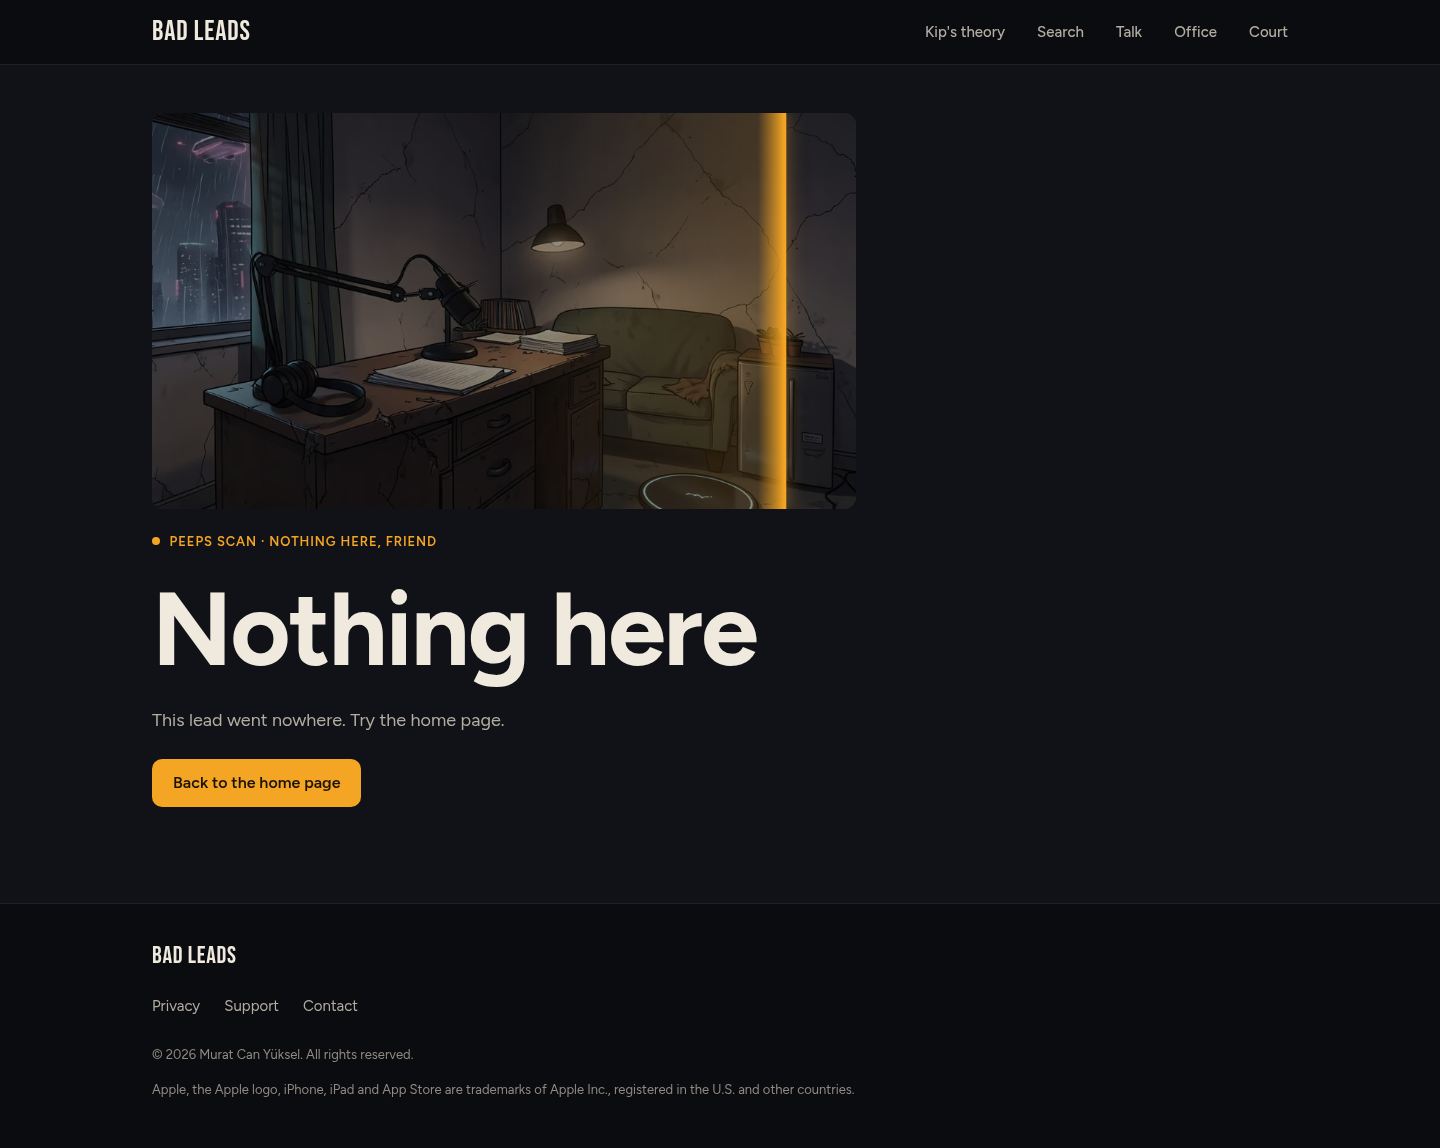 BAD LEADS
Kip's theory Search Talk Office Court
PEEPS SCAN · NOTHING HERE, FRIEND
Nothing here
This lead went nowhere. Try the home page.
Back to the home page
BAD LEADS
Privacy Support Contact
© 2026 Murat Can Yüksel. All rights reserved.
Apple, the Apple logo, iPhone, iPad and App Store are trademarks of Apple Inc., registered in the U.S. and other countries.